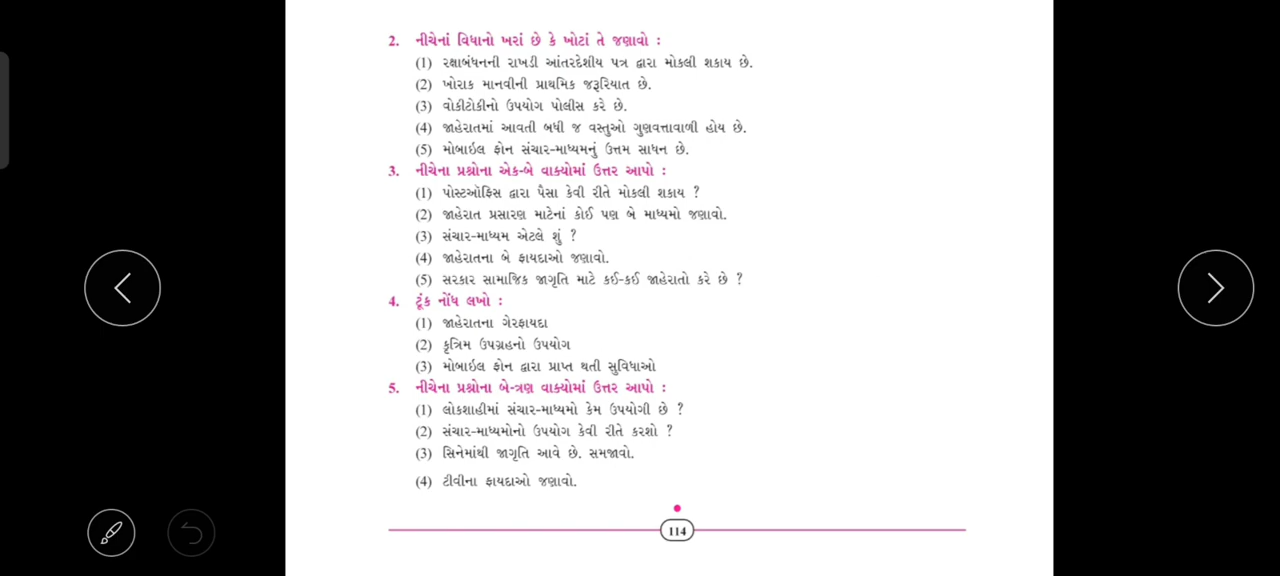 2. નીચેનાં વિધાનો ખરાં છે કે ખોટાં તે જણાવો :
(1) રક્ષાબંધનની રાખડી આંતરદેશીય પત્ર દ્વારા મોકલી શકાય છે.
(2) ખોરાક માનવીની પ્રાથમિક જરૂરિયાત છે.
(3) વોકીટોકીનો ઉપયોગ પોલીસ કરે છે.
(4) જાહેરાતમાં આવતી બધી જ વસ્તુઓ ગુણવત્તાવાળી હોય છે.
(5) મોબાઇલ ફોન સંચાર-માધ્યમનું ઉત્તમ સાધન છે.
3. નીચેના પ્રશ્નોના એક-બે વાક્યોમાં ઉત્તર આપો :
(1) પોસ્ટઑફિસ દ્વારા પૈસા કેવી રીતે મોકલી શકાય ?
(2) જાહેરાત પ્રસારણ માટેનાં કોઈ પણ બે માધ્યમો જણાવો.
(3) સંચાર-માધ્યમ એટલે શું ?
(4) જાહેરાતના બે ફાયદાઓ જણાવો.
(5) સરકાર સામાજિક જાગૃતિ માટે કઈ-કઈ જાહેરાતો કરે છે ?
4. ટૂંક નોંધ લખો :
(1) જાહેરાતના ગેરફાયદા
(2) કૃત્રિમ ઉપગ્રહનો ઉપયોગ
(3) મોબાઇલ ફોન દ્વારા પ્રાપ્ત થતી સુવિધાઓ
5. નીચેના પ્રશ્નોના બે-ત્રણ વાક્યોમાં ઉત્તર આપો :
(1) લોકશાહીમાં સંચાર-માધ્યમો કેમ ઉપયોગી છે ?
(2) સંચાર-માધ્યમોનો ઉપયોગ કેવી રીતે કરશો ?
(3) સિનેમાંથી જાગૃતિ આવે છે. સમજાવો.
(4) ટીવીના ફાયદાઓ જણાવો.
114